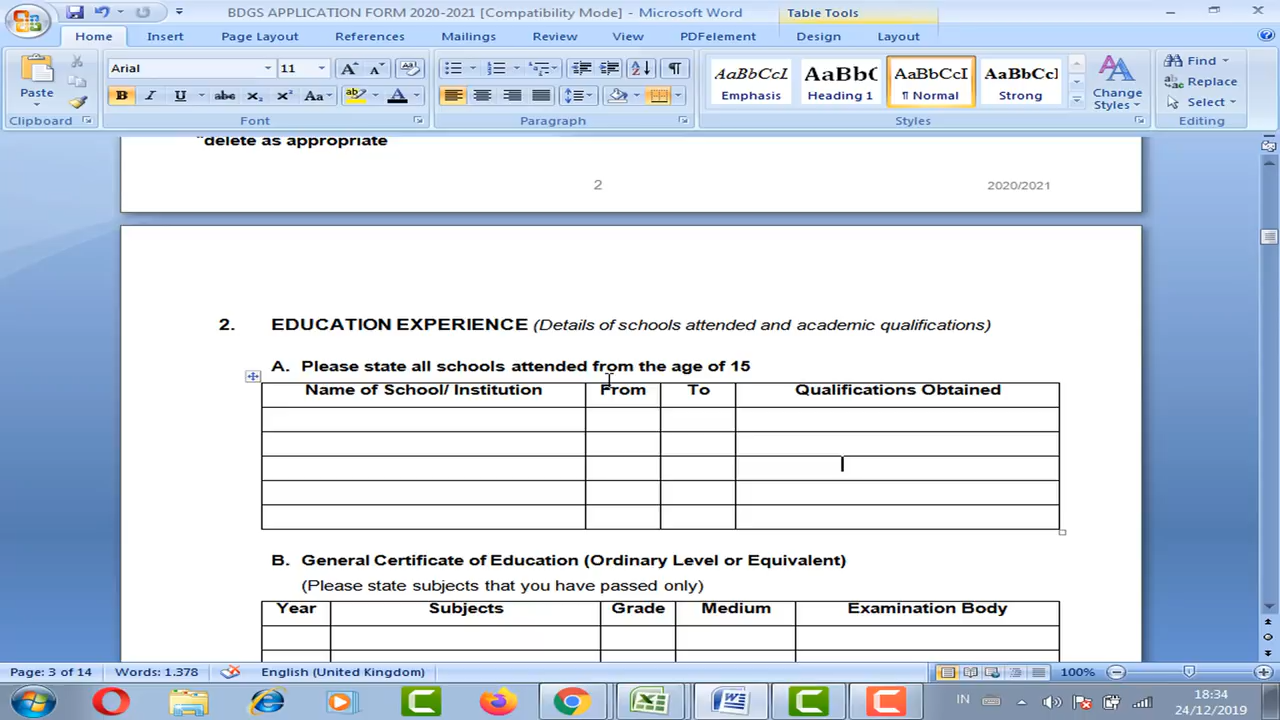 BDGS APPLICATION FORM 2020-2021 [Compatibility Mode] - Microsoft Word
Table Tools
Home Insert Page Layout References Mailings Review View PDFelement Design Layout
Paste
Clipboard
Arial 11
B I U abc X₂ X² Aa ab A
Font
Paragraph
AaBbCcI AaBbC AaBbCcI AaBbCcl
Emphasis Heading 1 ¶ Normal Strong
Change Styles
Styles
Find
Replace
Select
Editing
*delete as appropriate
2
2020/2021
2. EDUCATION EXPERIENCE (Details of schools attended and academic qualifications)
A. Please state all schools attended from the age of 15
Name of School/ Institution From To Qualifications Obtained
B. General Certificate of Education (Ordinary Level or Equivalent)
(Please state subjects that you have passed only)
Year Subjects Grade Medium Examination Body
Page: 3 of 14 Words: 1.378 English (United Kingdom) 100%
IN 18:34
24/12/2019